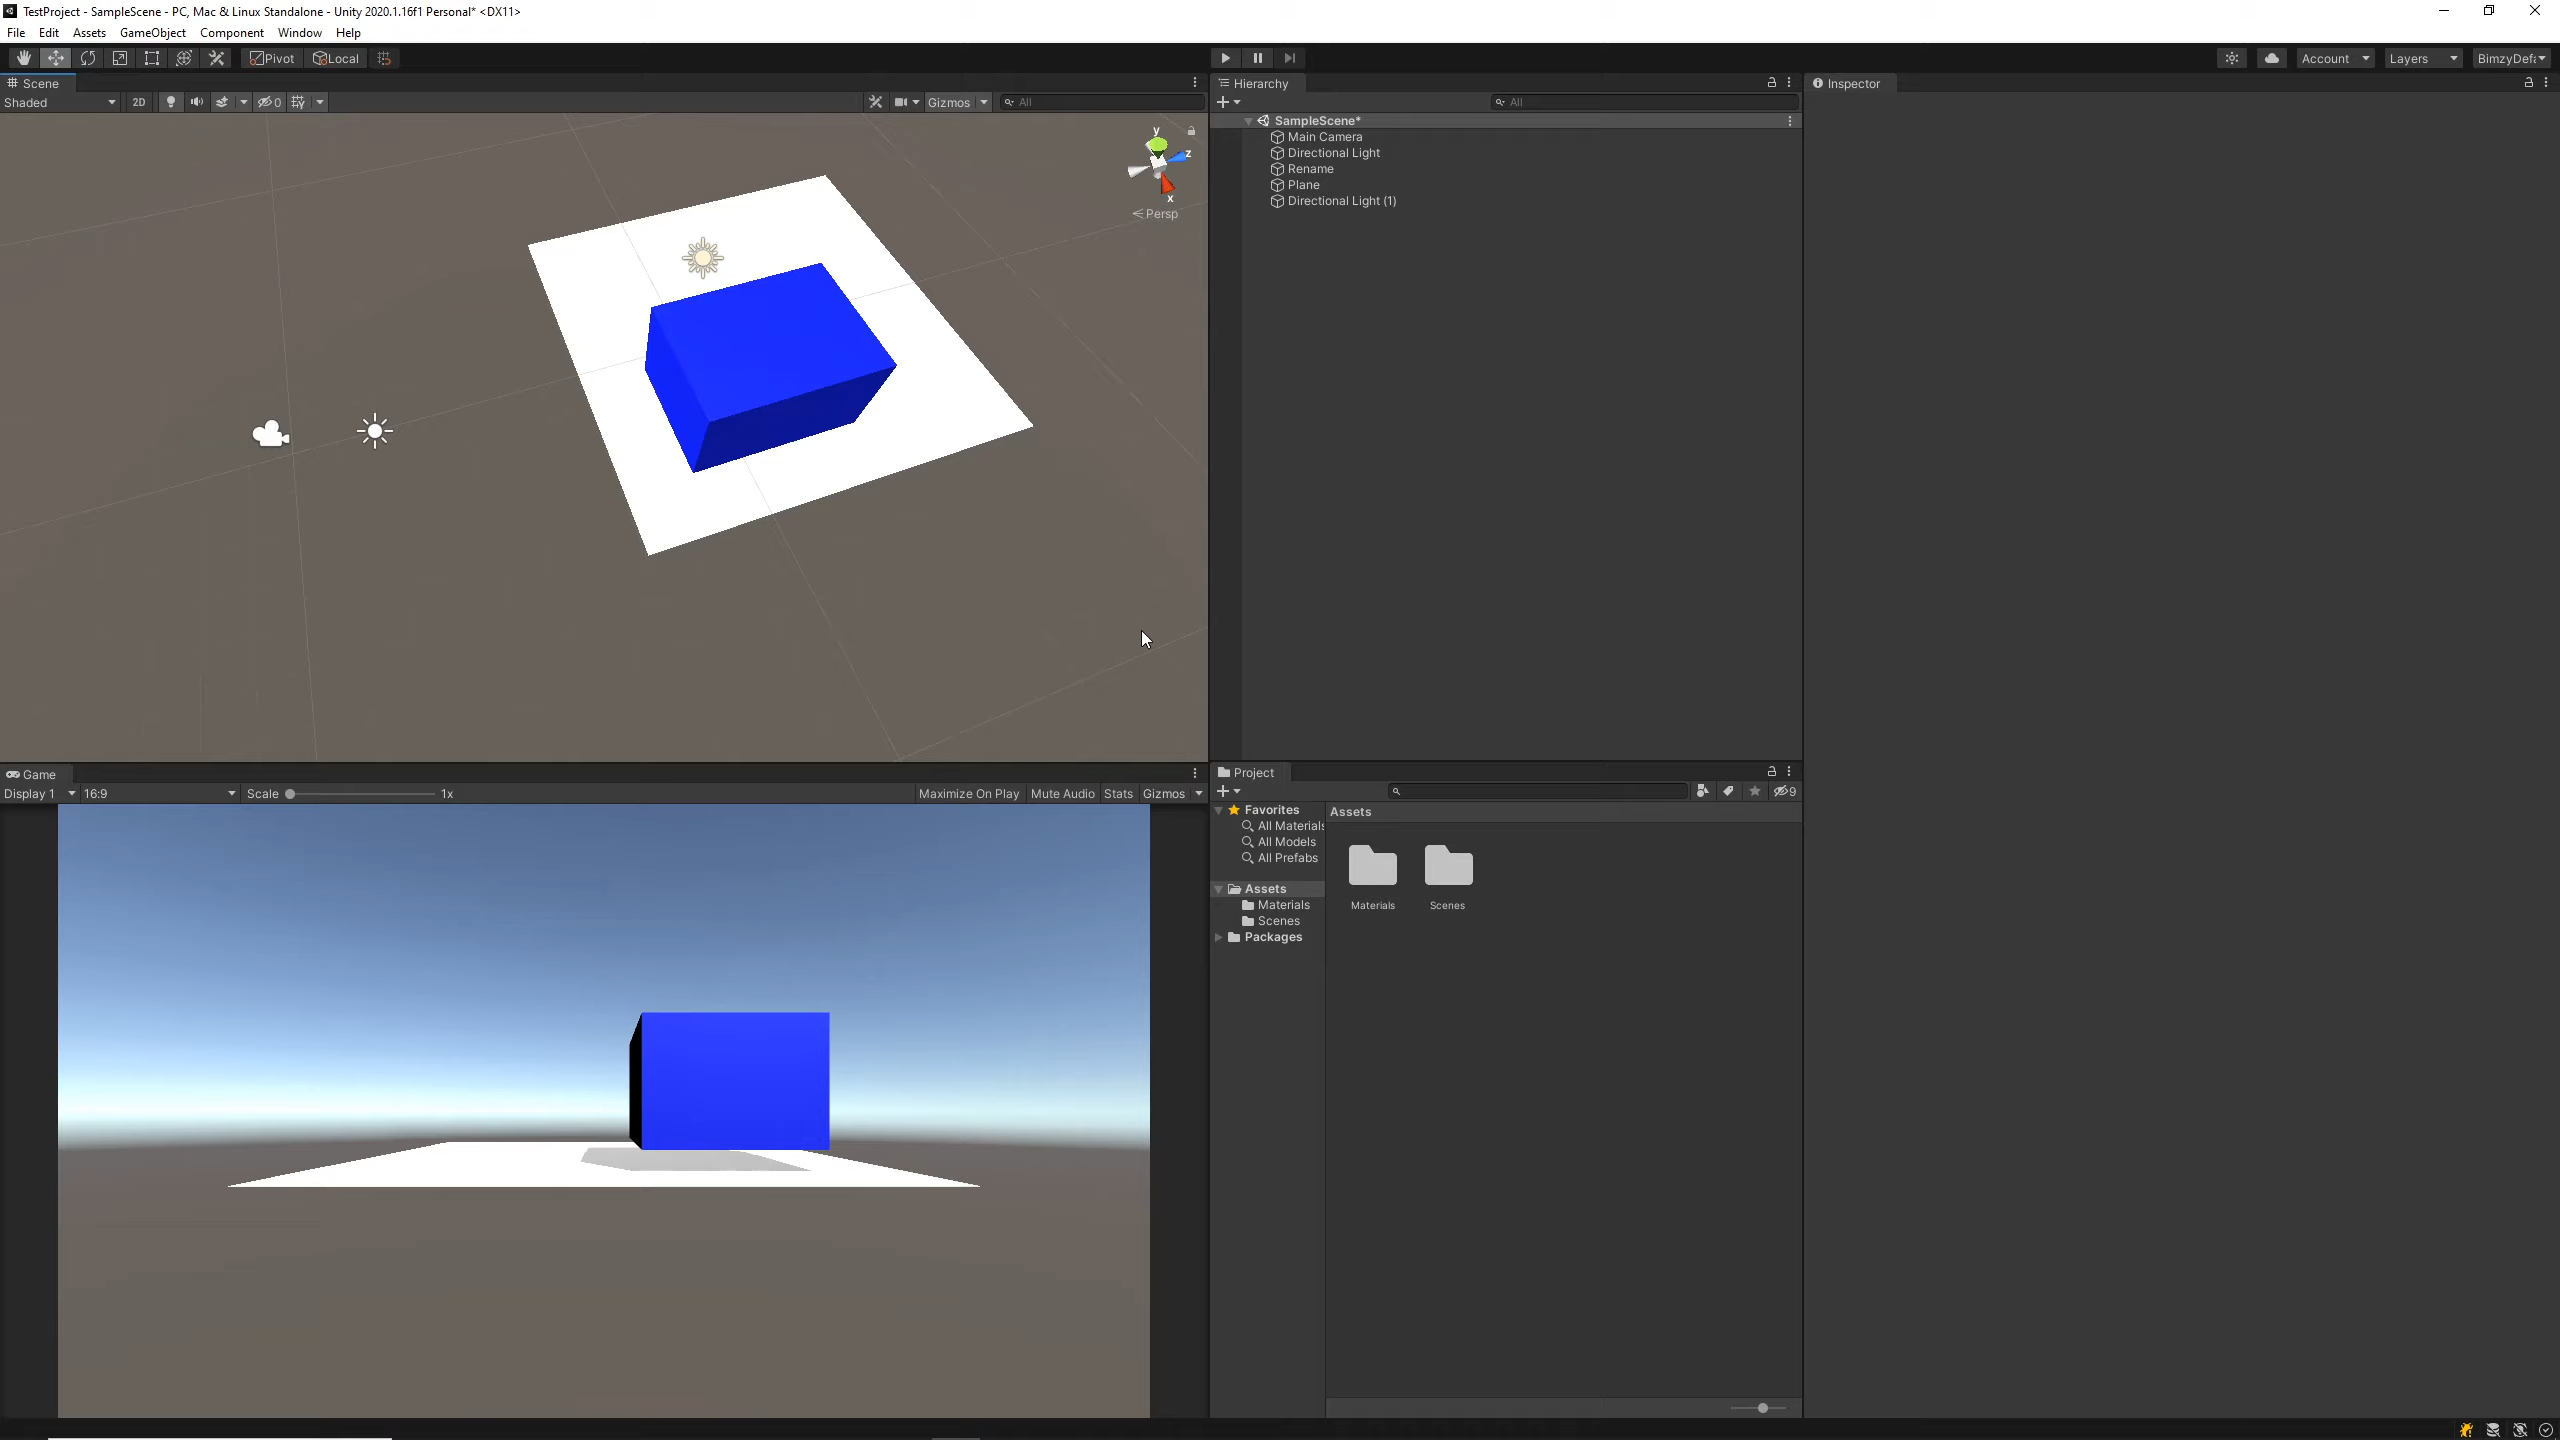 TestProject - SampleScene - PC, Mac & Linux Standalone - Unity 2020.1.16f1 Personal* <DX11>
File Edit Assets GameObject Component Window Help
Pivot Local Account Layers BimzyDef
Scene
Shaded 2D 0 Gizmos All
y
z
x
Persp
Hierarchy
All
SampleScene*
Main Camera
Directional Light
Rename
Plane
Directional Light (1)
Inspector
Game
Display 1 16:9 Scale 1x Maximize On Play Mute Audio Stats Gizmos
Project
9
Favorites
All Materials
All Models
All Prefabs
Assets
Materials
Scenes
Packages
Assets
Materials Scenes